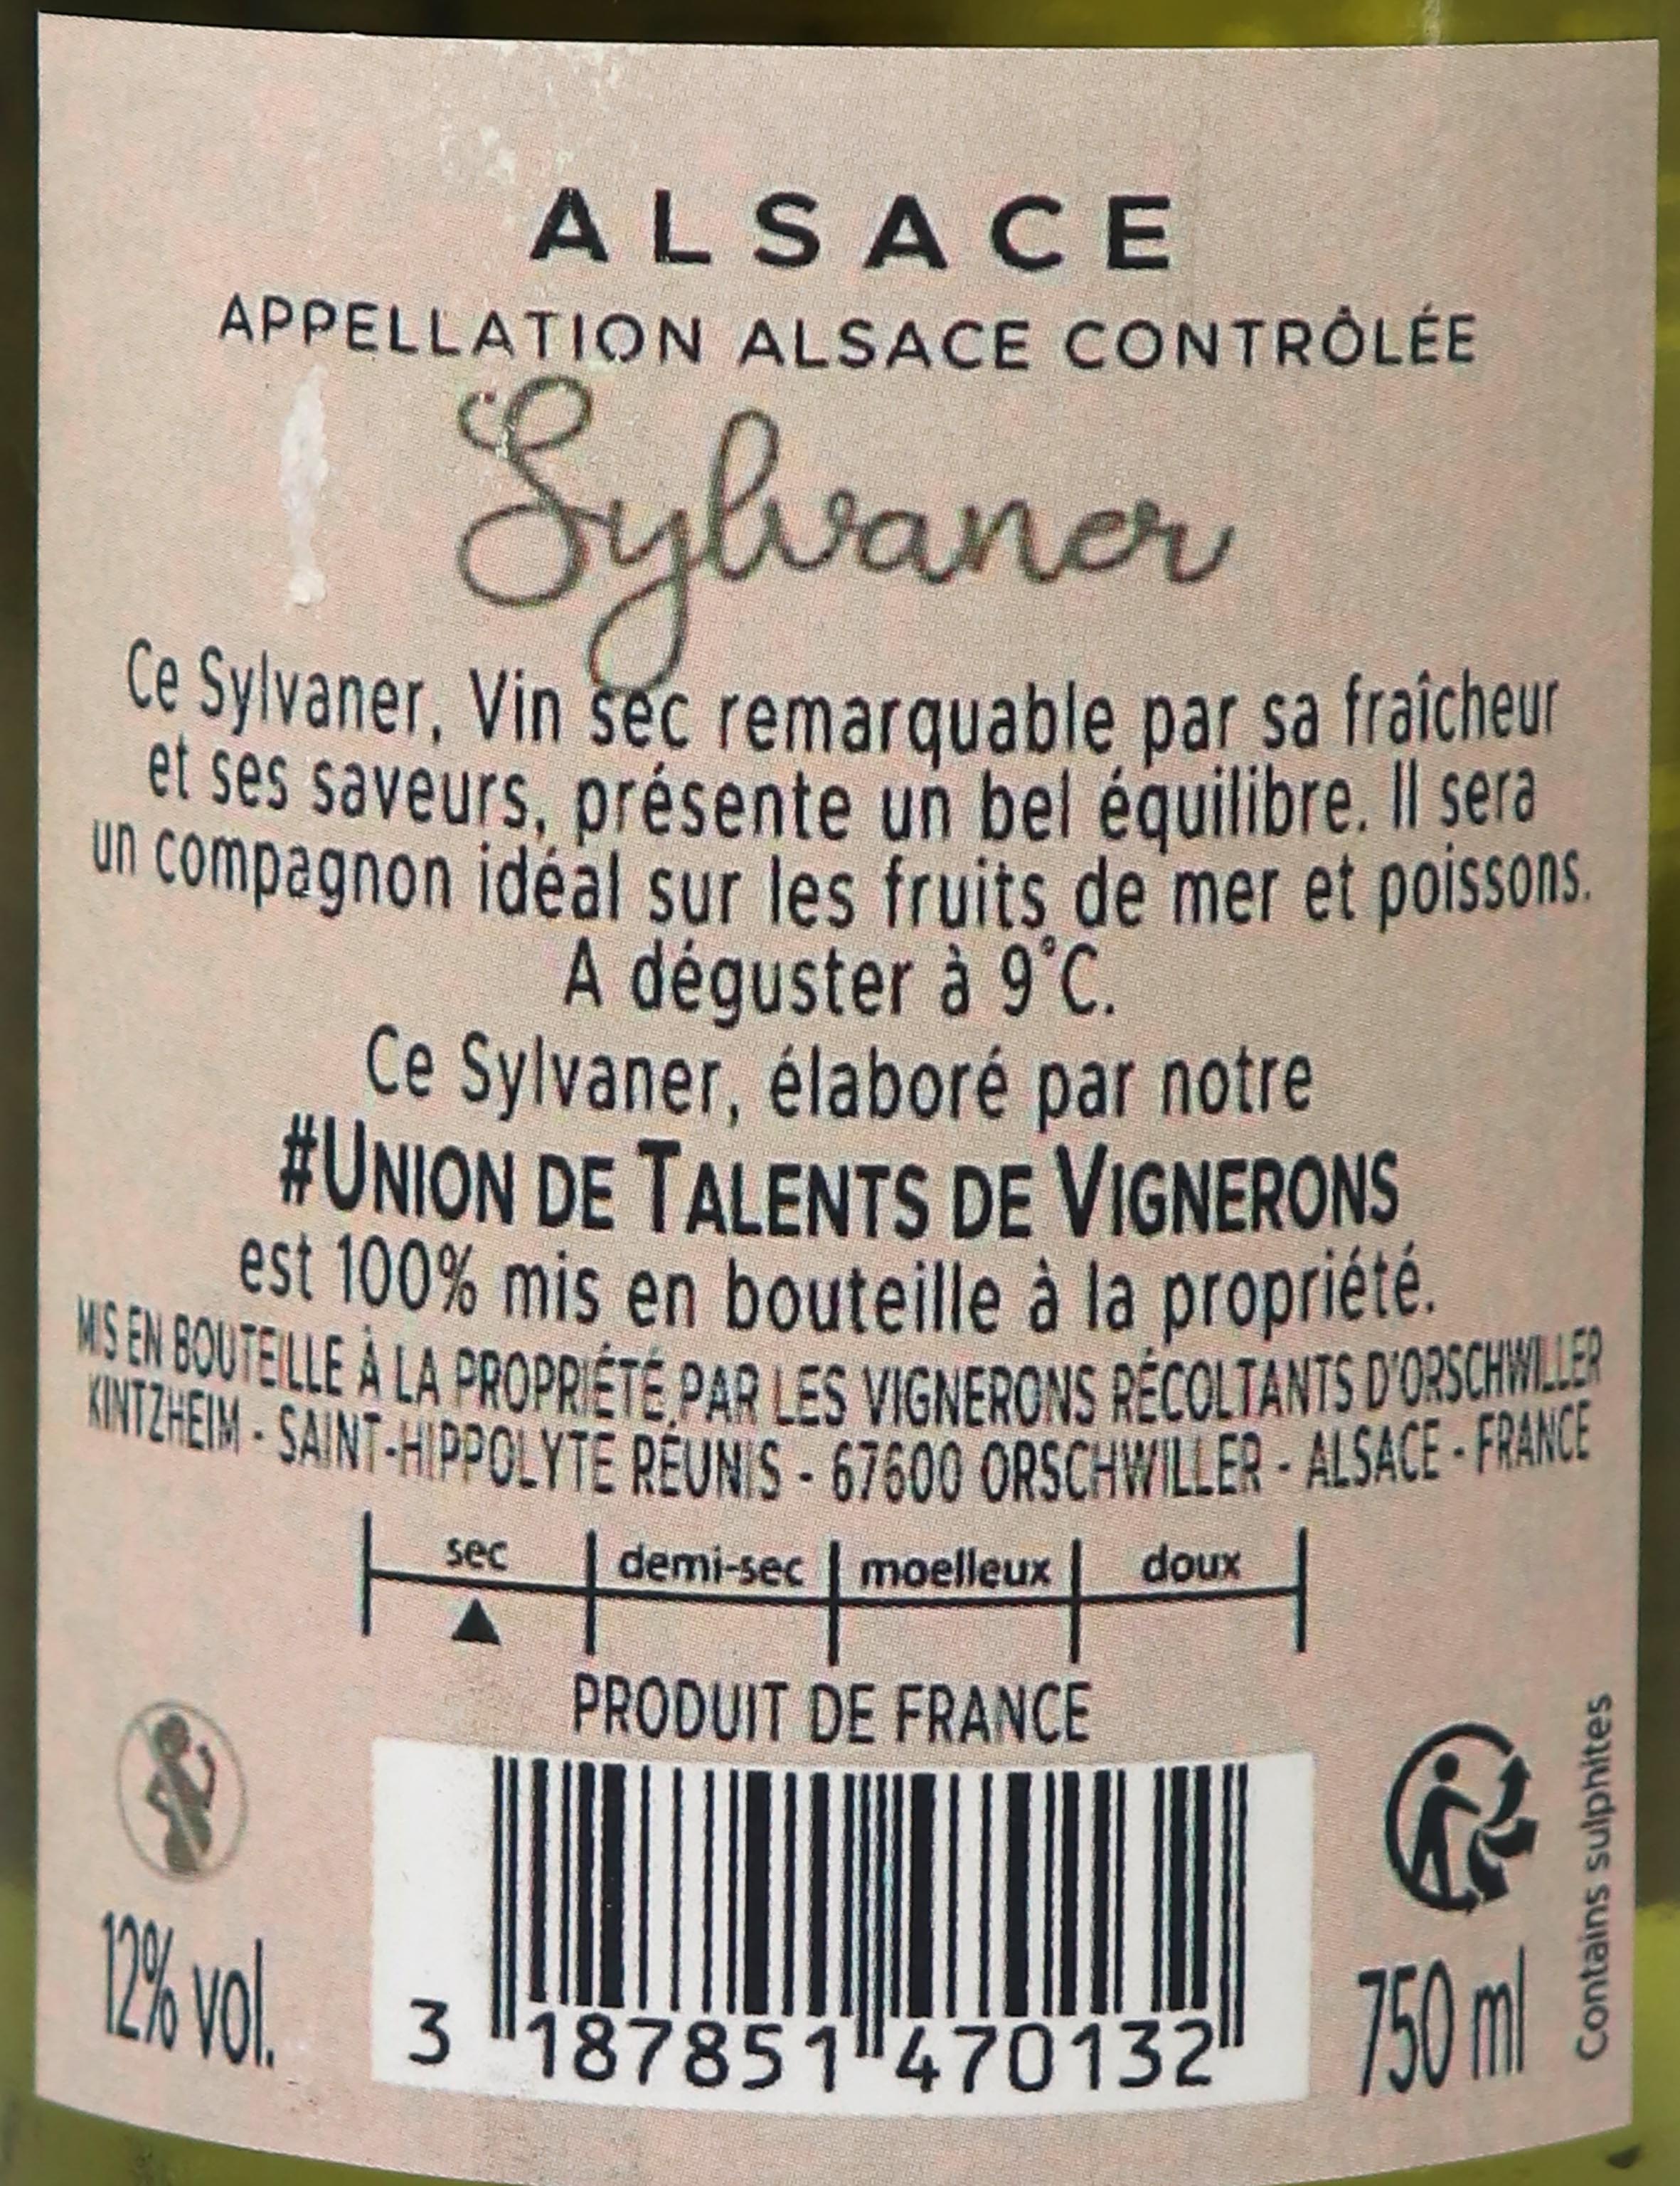 ALSACE
APPELLATION ALSACE CONTRÔLÉE
Sylvaner
Ce Sylvaner, Vin sec remarquable par sa fraîcheur
et ses saveurs, présente un bel équilibre. Il sera
un compagnon idéal sur les fruits de mer et poissons.
A déguster à 9°C.
Ce Sylvaner, élaboré par notre
#UNION DE TALENTS DE VIGNERONS
est 100% mis en bouteille à la propriété.
MIS EN BOUTEILLE À LA PROPRIÉTÉ PAR LES VIGNERONS RÉCOLTANTS D'ORSCHWILLER
KINTZHEIM - SAINT-HIPPOLYTE RÉUNIS - 67600 ORSCHWILLER - ALSACE - FRANCE
sec demi-sec moelleux doux
PRODUIT DE FRANCE
12% vol.
3 187851 470132
750 ml
Contains sulphites